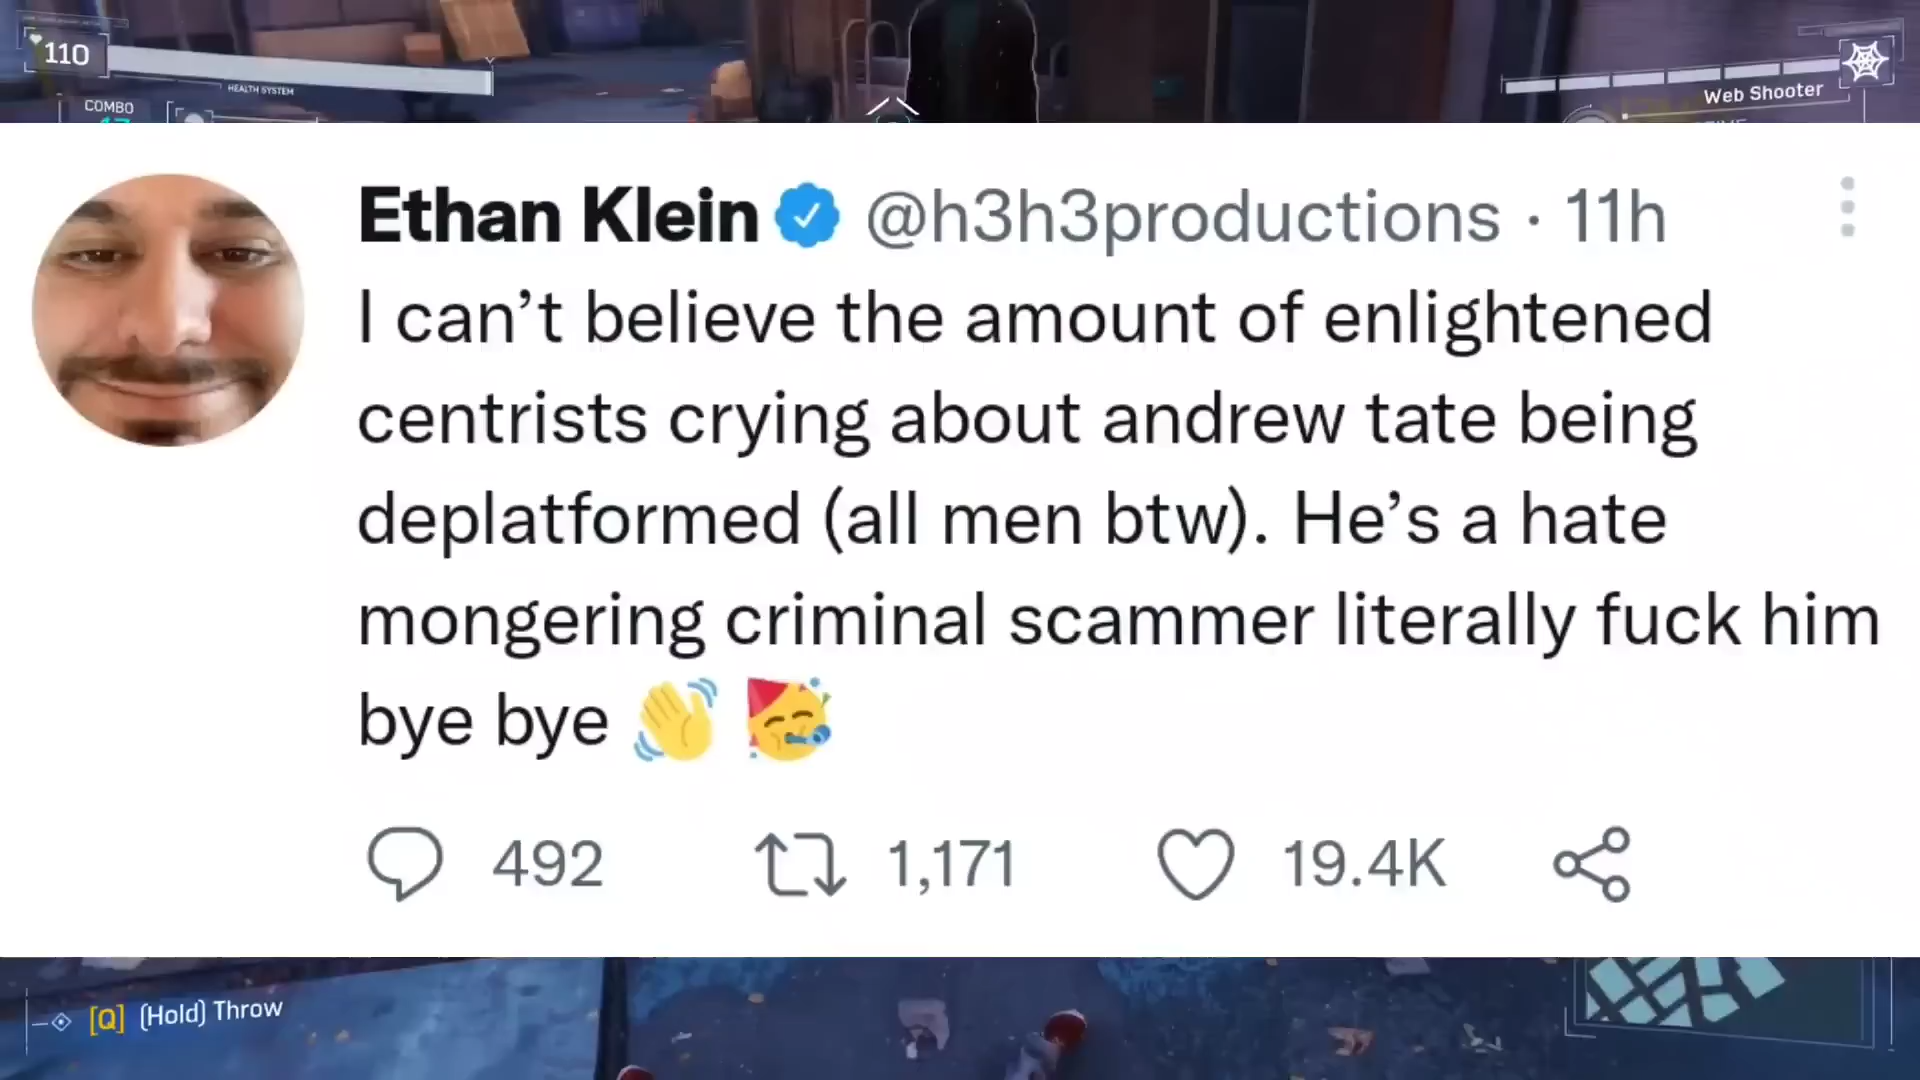 110
HEALTH SYSTEM
COMBO
Web Shooter
Ethan Klein @h3h3productions · 11h
I can’t believe the amount of enlightened
centrists crying about andrew tate being
deplatformed (all men btw). He’s a hate
mongering criminal scammer literally fuck him
bye bye 👋 🥳
492 1,171 19.4K
[Q] (Hold) Throw